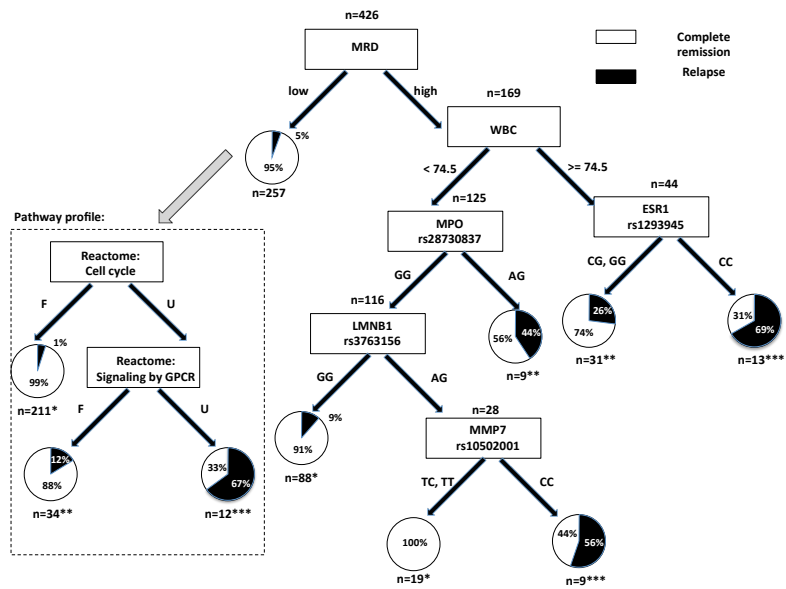 n=426
MRD
Complete
remission
Relapse
low
high
n=169
WBC
5%
95%
n=257
< 74.5
>= 74.5
n=125
n=44
MPO
rs28730837
ESR1
rs1293945
Pathway profile:
Reactome:
Cell cycle
GG
AG
CG, GG
CC
n=116
F
U
LMNB1
rs3763156
56%
44%
n=9**
26%
74%
n=31**
31%
69%
n=13***
1%
99%
n=211*
Reactome:
Signaling by GPCR
GG
AG
F
U
n=28
9%
91%
n=88*
MMP7
rs10502001
12%
88%
n=34**
33%
67%
n=12***
TC, TT
CC
100%
n=19*
44%
56%
n=9***